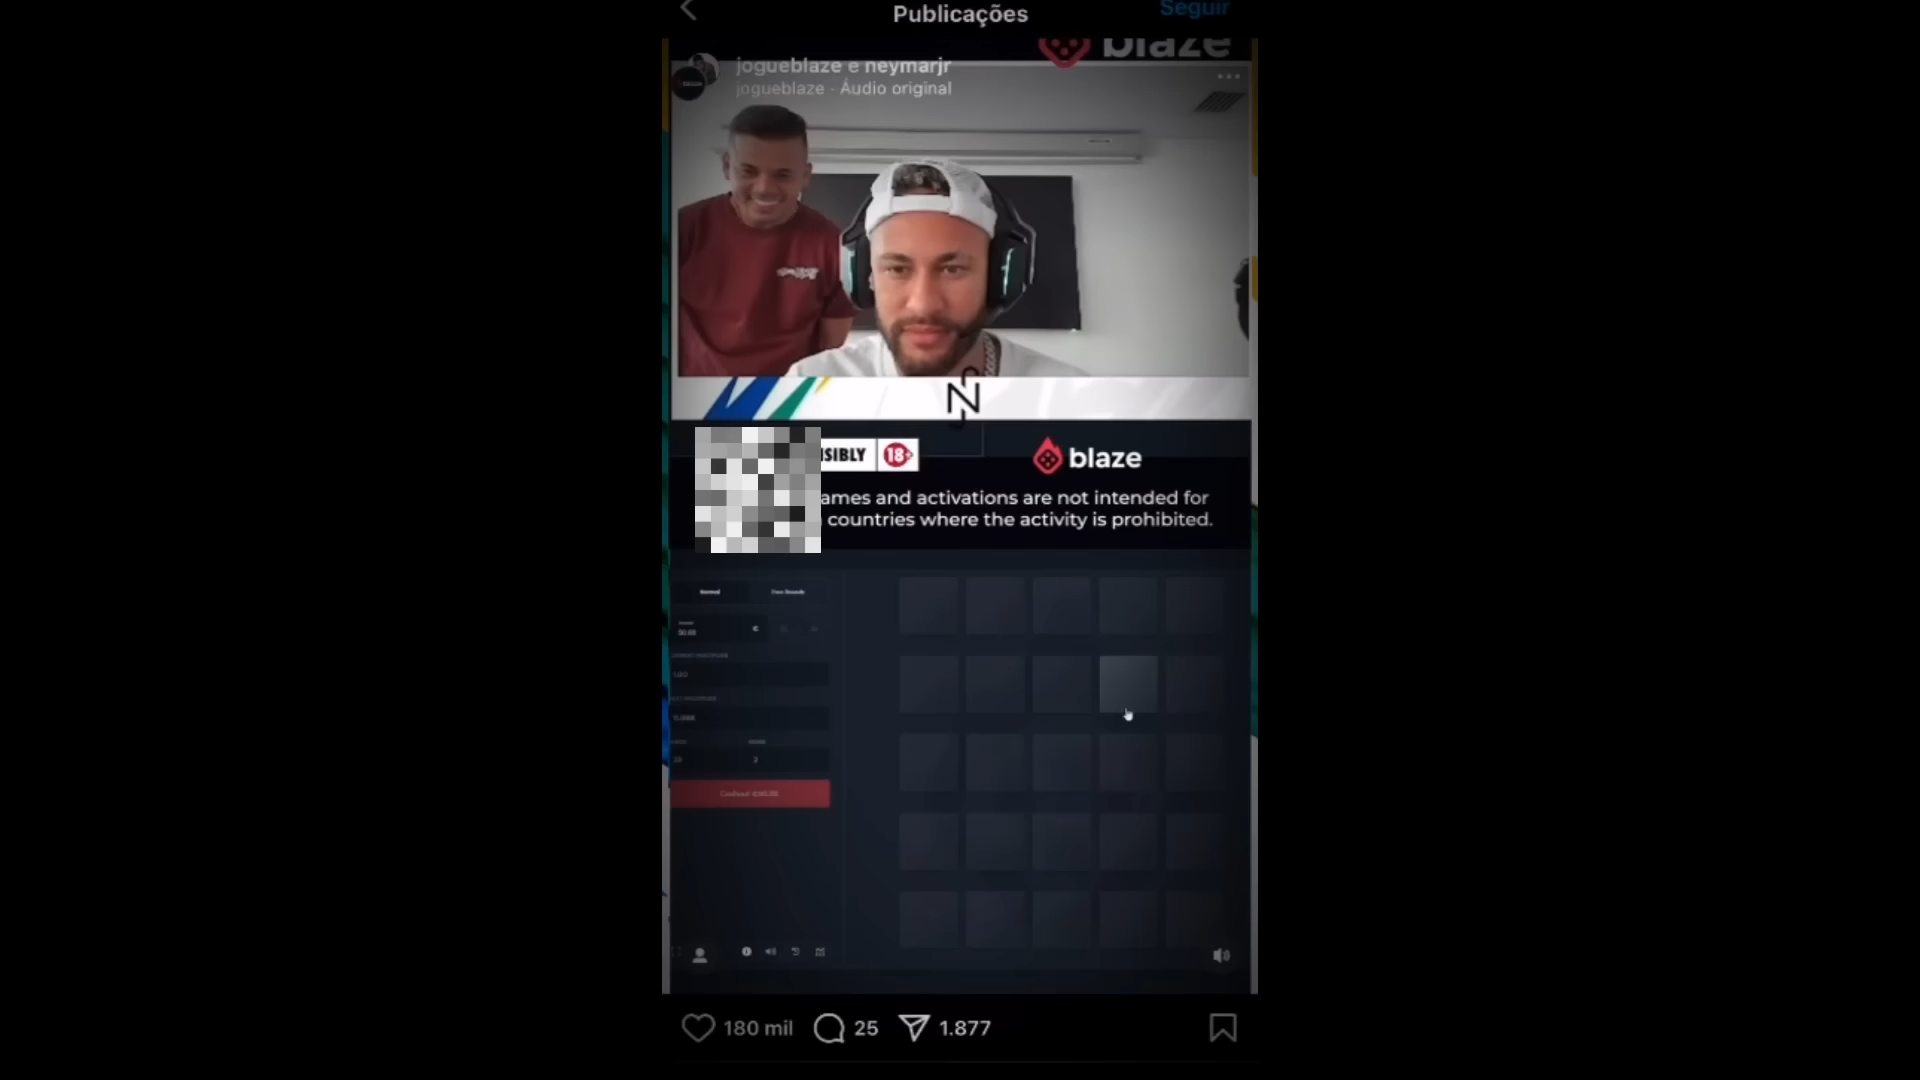 Publicações
Seguir
blaze
jogueblaze e neymarjr
jogueblaze · Áudio original
SIBLY 18+
blaze
ames and activations are not intended for
countries where the activity is prohibited.
Normal
180 mil
25
1.877